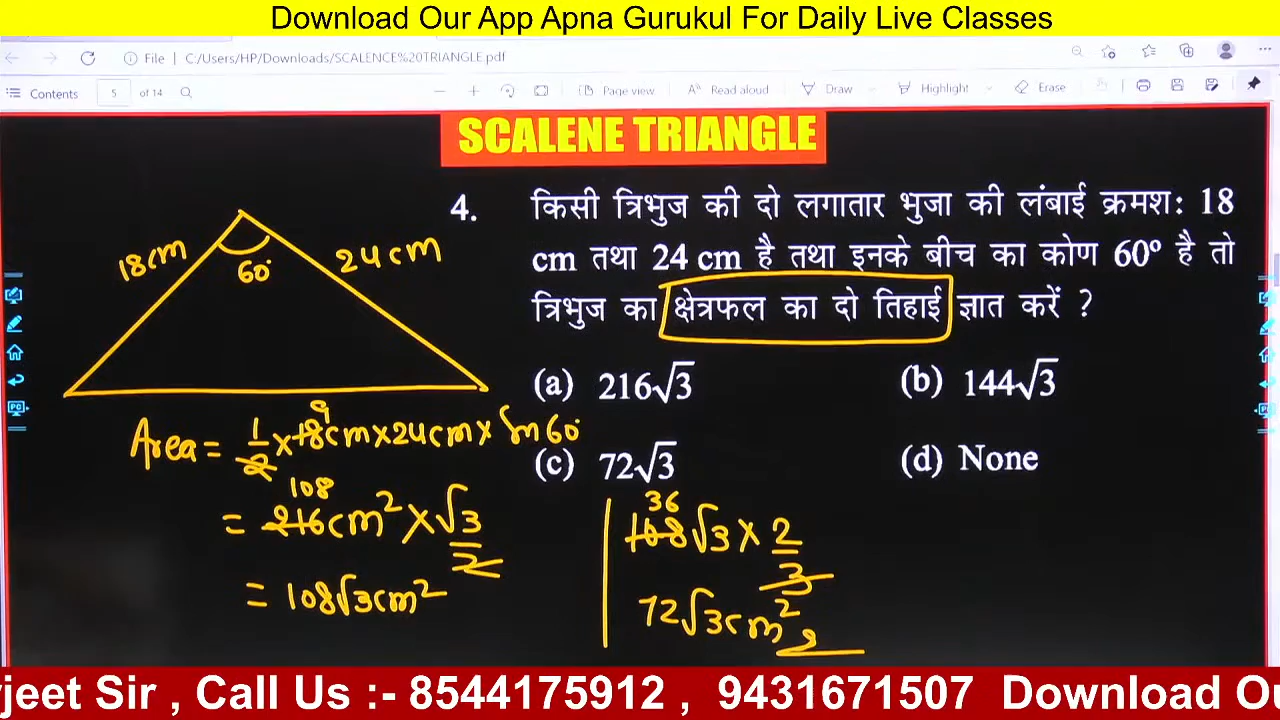 Download Our App Apna Gurukul For Daily Live Classes
File | C:/Users/HP/Downloads/SCALENCE%20TRIANGLE.pdf
Contents 5 of 14 Page view Read aloud Draw Highlight Erase
SCALENE TRIANGLE
4. किसी त्रिभुज की दो लगातार भुजा की लंबाई क्रमश: 18
cm तथा 24 cm है तथा इनके बीच का कोण 60º है तो
त्रिभुज का क्षेत्रफल का दो तिहाई ज्ञात करें ?
(a) 216√3 (b) 144√3
(c) 72√3 (d) None
18cm 60° 24cm
9
Area = 1/2 × 18cm × 24cm × Sin60°
108
= 216cm² × √3/2
= 108√3cm²
36
108√3 × 2/3
72√3cm²
rjeet Sir , Call Us :- 8544175912 , 9431671507 Download Ou